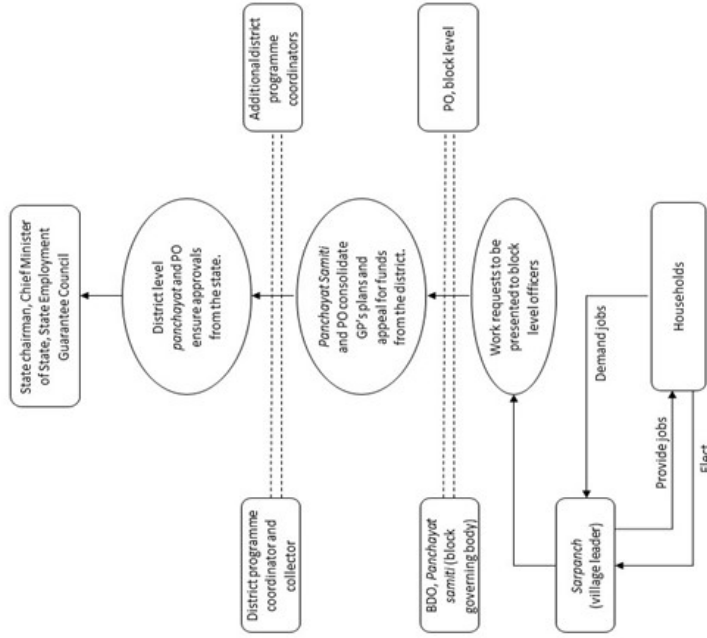 State chairman, Chief Minister
of State, State Employment
Guarantee Council
District level
panchayat and PO
ensure approvals
from the state.
District programme
coordinator and
collector
Additional district
programme
coordinators
Panchayat Samiti
and PO consolidate
GP's plans and
appeal for funds
from the district.
BDO, Panchayat
samiti (block
governing body)
PO, block level
Work requests to be
presented to block
level officers
Sarpanch
(village leader)
Demand jobs
Provide jobs
Elect
Households